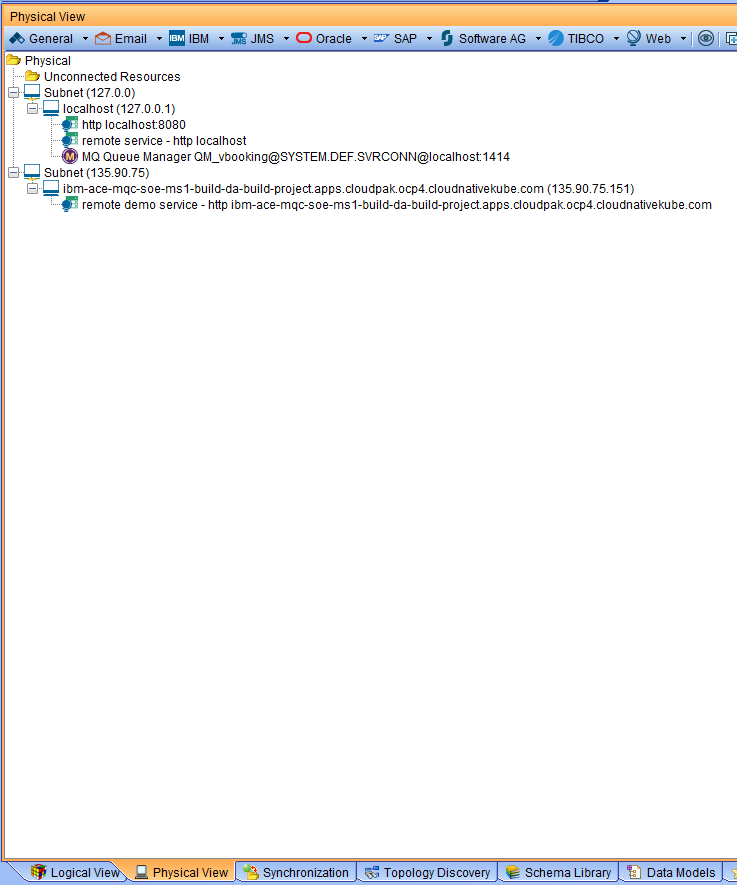 Physical View
General Email IBM IBM JMS JMS Oracle SAP SAP Software AG TIBCO Web
Physical
Unconnected Resources
Subnet (127.0.0)
localhost (127.0.0.1)
http localhost:8080
remote service - http localhost
M MQ Queue Manager QM_vbooking@SYSTEM.DEF.SVRCONN@localhost:1414
Subnet (135.90.75)
ibm-ace-mqc-soe-ms1-build-da-build-project.apps.cloudpak.ocp4.cloudnativekube.com (135.90.75.151)
remote demo service - http ibm-ace-mqc-soe-ms1-build-da-build-project.apps.cloudpak.ocp4.cloudnativekube.com
Logical View Physical View Synchronization Topology Discovery Schema Library Data Models